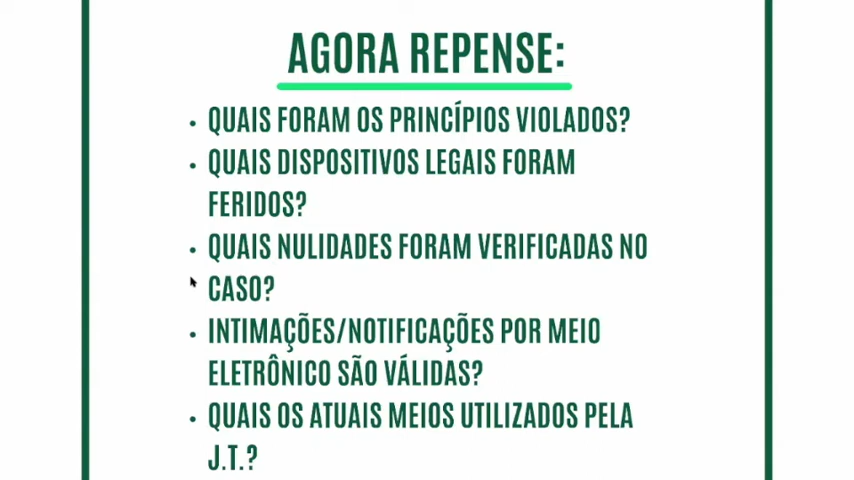 AGORA REPENSE:
• QUAIS FORAM OS PRINCÍPIOS VIOLADOS?
• QUAIS DISPOSITIVOS LEGAIS FORAM
FERIDOS?
• QUAIS NULIDADES FORAM VERIFICADAS NO
CASO?
• INTIMAÇÕES/NOTIFICAÇÕES POR MEIO
ELETRÔNICO SÃO VÁLIDAS?
• QUAIS OS ATUAIS MEIOS UTILIZADOS PELA
J.T.?